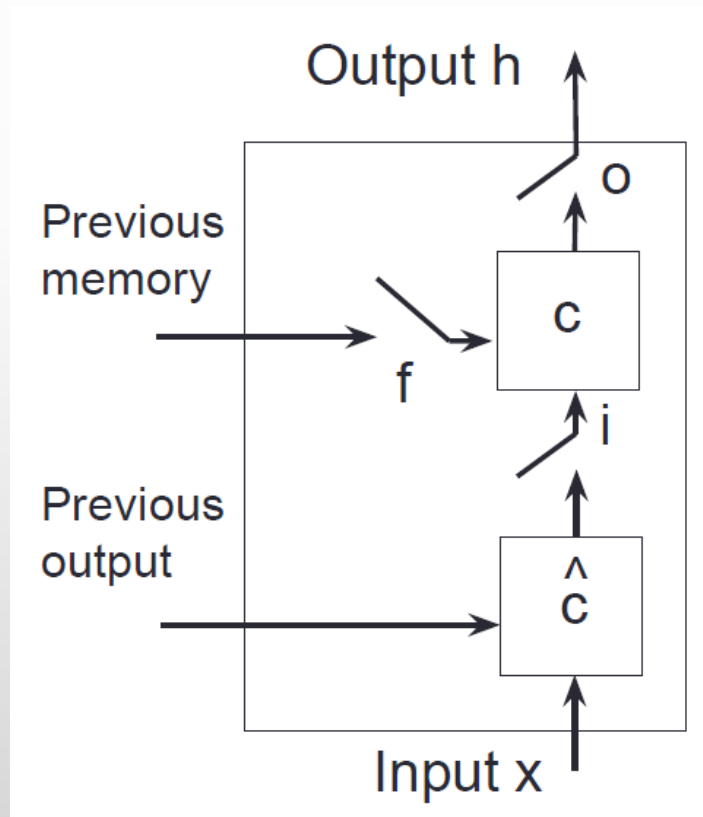 Output h
o
Previous
memory
c
f
i
Previous
output
ĉ
Input x